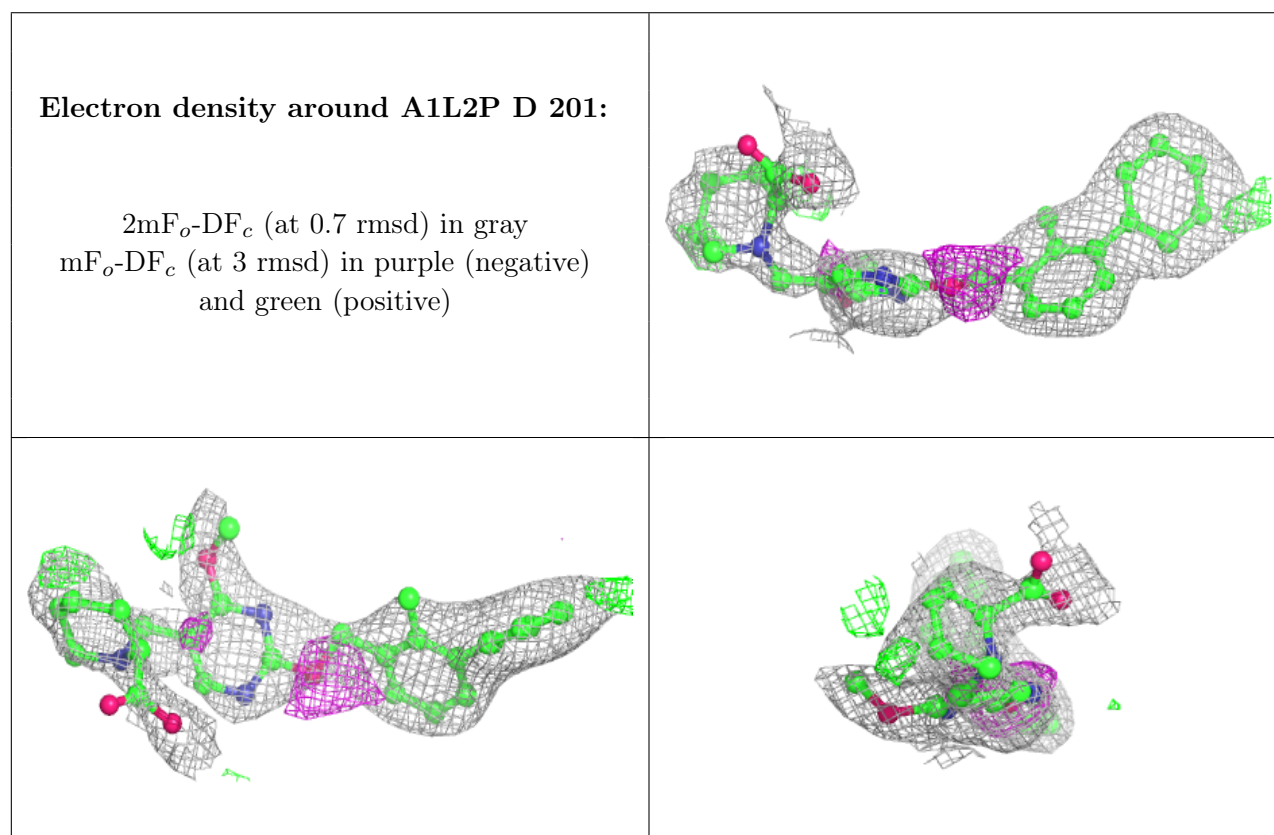 Electron density around A1L2P D 201:
2mFo-DFc (at 0.7 rmsd) in gray
mFo-DFc (at 3 rmsd) in purple (negative)
and green (positive)